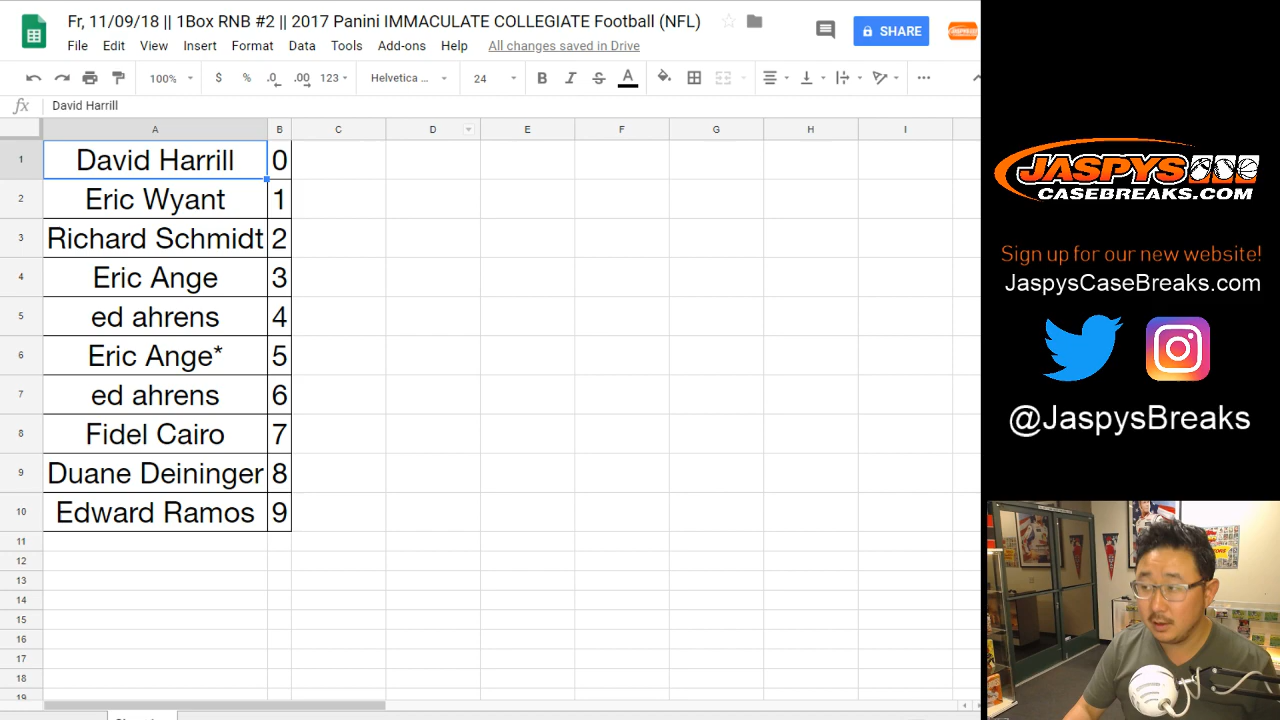 Fr, 11/09/18 || 1Box RNB #2 || 2017 Panini IMMACULATE COLLEGIATE Football (NFL)
File Edit View Insert Format Data Tools Add-ons Help All changes saved in Drive
SHARE
100% $ % .0 .00 123 Helvetica ... 24 B I S A
fx David Harrill
A B C D E F G H I
1 David Harrill 0
2 Eric Wyant 1
3 Richard Schmidt 2
4 Eric Ange 3
5 ed ahrens 4
6 Eric Ange* 5
7 ed ahrens 6
8 Fidel Cairo 7
9 Duane Deininger 8
10 Edward Ramos 9
11
12
13
14
15
16
17
18
19
JASPYS
CASEBREAKS.COM
Sign up for our new website!
JaspysCaseBreaks.com
@JaspysBreaks